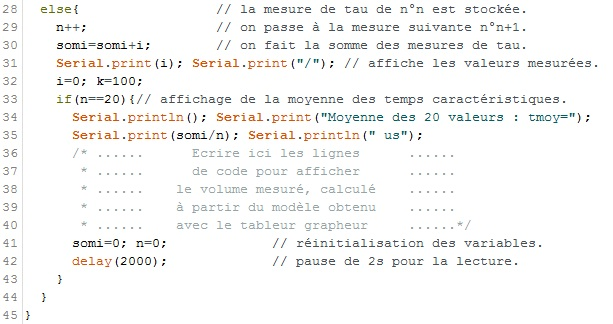 28 else{ // la mesure de tau de n°n est stockée.
29 n++; // on passe à la mesure suivante n°n+1.
30 somi=somi+i; // on fait la somme des mesures de tau.
31 Serial.print(i); Serial.print("/"); // affiche les valeurs mesurées.
32 i=0; k=100;
33 if(n==20){// affichage de la moyenne des temps caractéristiques.
34 Serial.println(); Serial.print("Moyenne des 20 valeurs : tmoy=");
35 Serial.print(somi/n); Serial.println(" us");
36 /* ...... Ecrire ici les lignes ......
37 * ...... de code pour afficher ......
38 * ...... le volume mesuré, calculé ......
39 * ...... à partir du modèle obtenu ......
40 * ...... avec le tableur grapheur ......*/
41 somi=0; n=0; // réinitialisation des variables.
42 delay(2000); // pause de 2s pour la lecture.
43 }
44 }
45 }